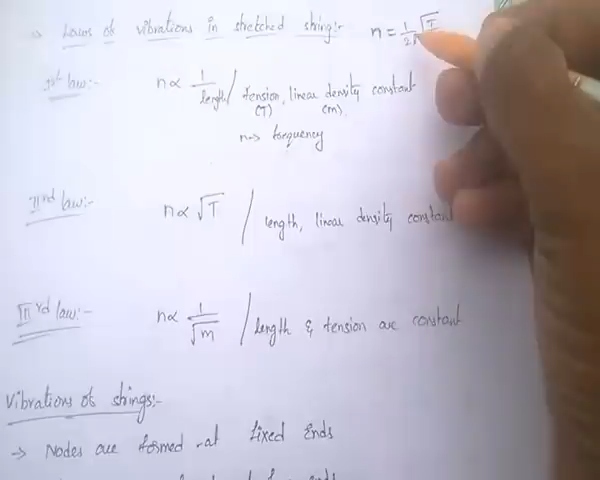 → Laws of vibrations in stretched string:- n = 1/2l √T
Ist law:- n ∝ 1/length / tension, linear density constant
(T) (m)
n→ frequency
IInd law:- n ∝ √T / length, linear density constant
IIIrd law:- n ∝ 1/√m / length & tension are constant
Vibrations of strings:-
→ Nodes are formed at fixed Ends